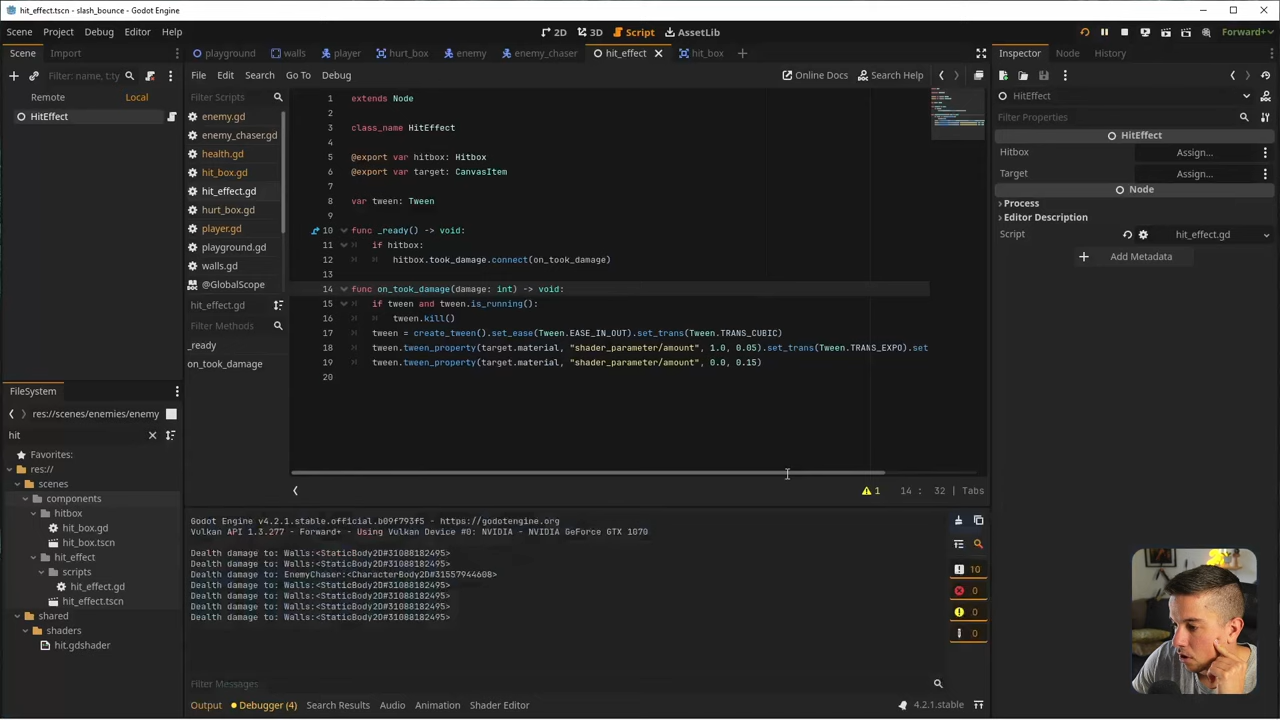 hit_effect.tscn - slash_bounce - Godot Engine
Scene Project Debug Editor Help
2D 3D Script AssetLib
Forward+
Scene Import
playground walls player hurt_box enemy enemy_chaser hit_effect hit_box
Inspector Node History
Filter: name, t:ty
Remote Local
HitEffect
File Edit Search Go To Debug
Online Docs Search Help
Filter Scripts
enemy.gd
enemy_chaser.gd
health.gd
hit_box.gd
hit_effect.gd
hurt_box.gd
player.gd
playground.gd
walls.gd
@GlobalScope
hit_effect.gd
Filter Methods
_ready
on_took_damage
1 extends Node
2
3 class_name HitEffect
4
5 @export var hitbox: Hitbox
6 @export var target: CanvasItem
7
8 var tween: Tween
9
10 func _ready() -> void:
11 if hitbox:
12 hitbox.took_damage.connect(on_took_damage)
13
14 func on_took_damage(damage: int) -> void:
15 if tween and tween.is_running():
16 tween.kill()
17 tween = create_tween().set_ease(Tween.EASE_IN_OUT).set_trans(Tween.TRANS_CUBIC)
18 tween.tween_property(target.material, "shader_parameter/amount", 1.0, 0.05).set_trans(Tween.TRANS_EXPO).set
19 tween.tween_property(target.material, "shader_parameter/amount", 0.0, 0.15)
20
1 14 : 32 Tabs
HitEffect
Filter Properties
HitEffect
Hitbox Assign...
Target Assign...
Node
Process
Editor Description
Script hit_effect.gd
Add Metadata
FileSystem
res://scenes/enemies/enemy
hit
Favorites:
res://
scenes
components
hitbox
hit_box.gd
hit_box.tscn
hit_effect
scripts
hit_effect.gd
hit_effect.tscn
shared
shaders
hit.gdshader
Godot Engine v4.2.1.stable.official.b09f793f5 - https://godotengine.org
Vulkan API 1.3.277 - Forward+ - Using Vulkan Device #0: NVIDIA - NVIDIA GeForce GTX 1070
Dealth damage to: Walls:<StaticBody2D#31088182495>
Dealth damage to: Walls:<StaticBody2D#31088182495>
Dealth damage to: EnemyChaser:<CharacterBody2D#31557944608>
Dealth damage to: Walls:<StaticBody2D#31088182495>
Dealth damage to: Walls:<StaticBody2D#31088182495>
Dealth damage to: Walls:<StaticBody2D#31088182495>
Dealth damage to: Walls:<StaticBody2D#31088182495>
10
0
0
0
Filter Messages
Output Debugger (4) Search Results Audio Animation Shader Editor
4.2.1.stable